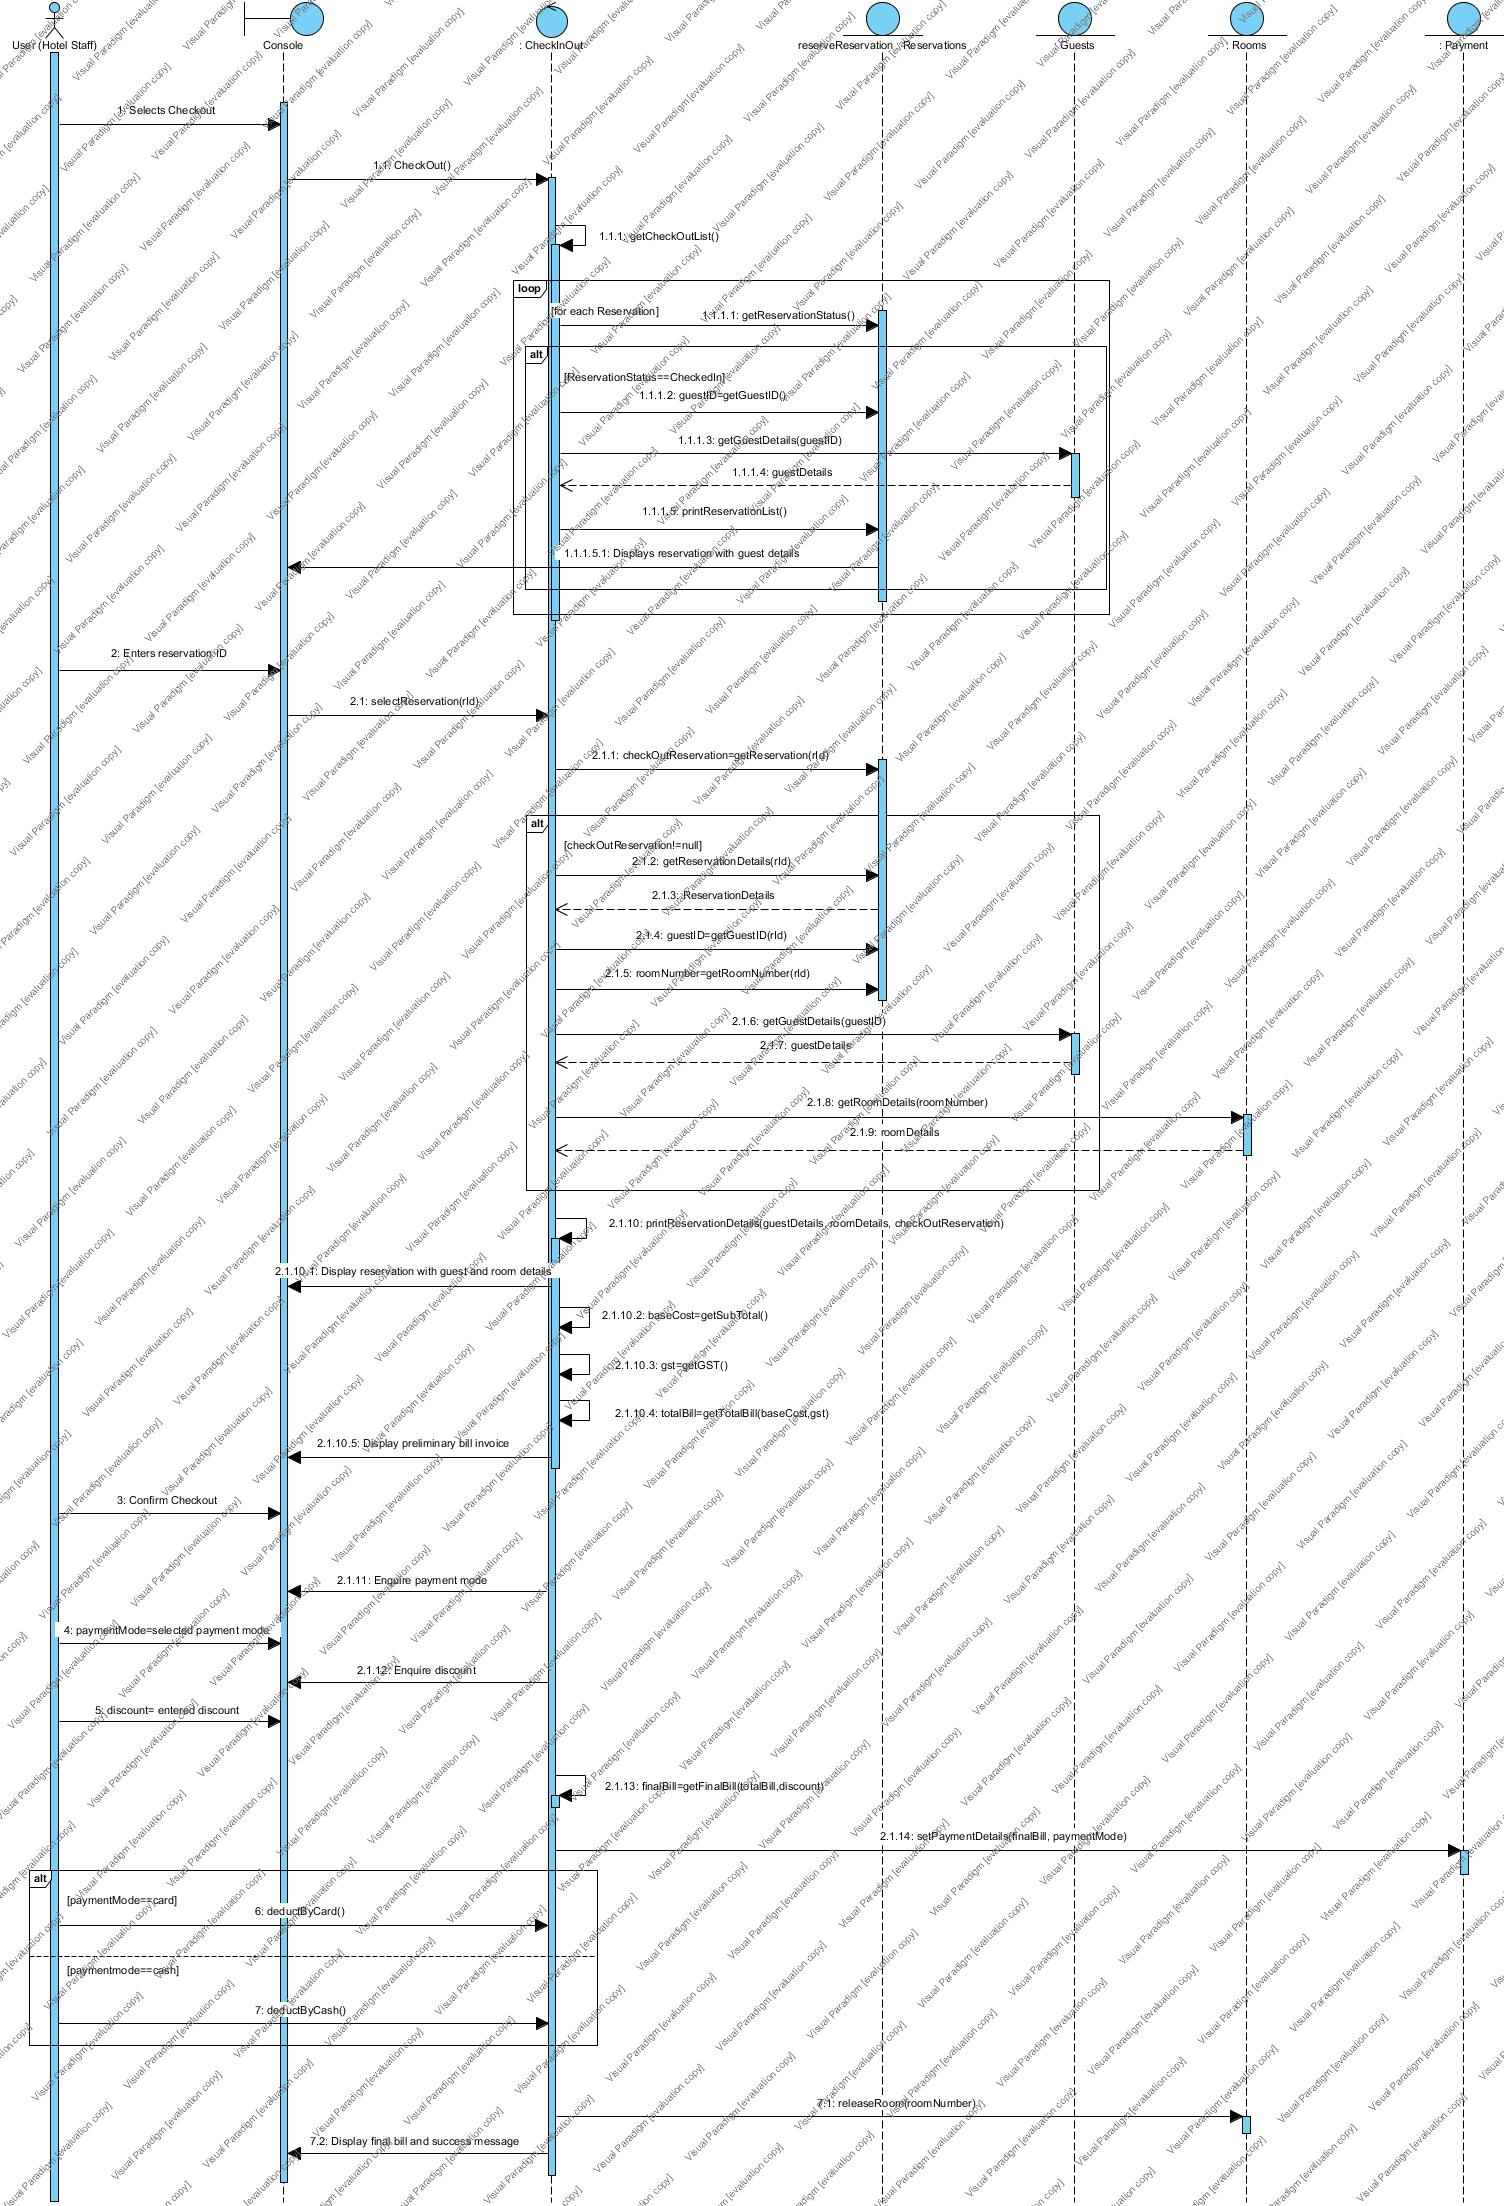 User (Hotel Staff)
Console
: CheckInOut
reserveReservation : Reservations
Guests
: Rooms
: Payment
1: Selects Checkout
1.1: CheckOut()
1.1.1: getCheckOutList()
loop
[for each Reservation]
1.1.1.1: getReservationStatus()
alt
[ReservationStatus==CheckedIn]
1.1.1.2: guestID=getGuestID()
1.1.1.3: getGuestDetails(guestID)
1.1.1.4: guestDetails
1.1.1.5: printReservationList()
1.1.1.5.1: Displays reservation with guest details
2: Enters reservation ID
2.1: selectReservation(rId)
2.1.1: checkOutReservation=getReservation(rId)
alt
[checkOutReservation!=null]
2.1.2: getReservationDetails(rId)
2.1.3: ReservationDetails
2.1.4: guestID=getGuestID(rId)
2.1.5: roomNumber=getRoomNumber(rId)
2.1.6: getGuestDetails(guestID)
2.1.7: guestDetails
2.1.8: getRoomDetails(roomNumber)
2.1.9: roomDetails
2.1.10: printReservationDetails(guestDetails, roomDetails, checkOutReservation)
2.1.10.1: Display reservation with guest and room details
2.1.10.2: baseCost=getSubTotal()
2.1.10.3: gst=getGST()
2.1.10.4: totalBill=getTotalBill(baseCost,gst)
2.1.10.5: Display preliminary bill invoice
3: Confirm Checkout
2.1.11: Enquire payment mode
4: paymentMode=selected payment mode
2.1.12: Enquire discount
5: discount= entered discount
2.1.13: finalBill=getFinalBill(totalBill,discount)
2.1.14: setPaymentDetails(finalBill, paymentMode)
alt
[paymentMode==card]
6: deductByCard()
[paymentmode==cash]
7: deductByCash()
7.1: releaseRoom(roomNumber)
7.2: Display final bill and success message
Visual Paradigm [evaluation copy]